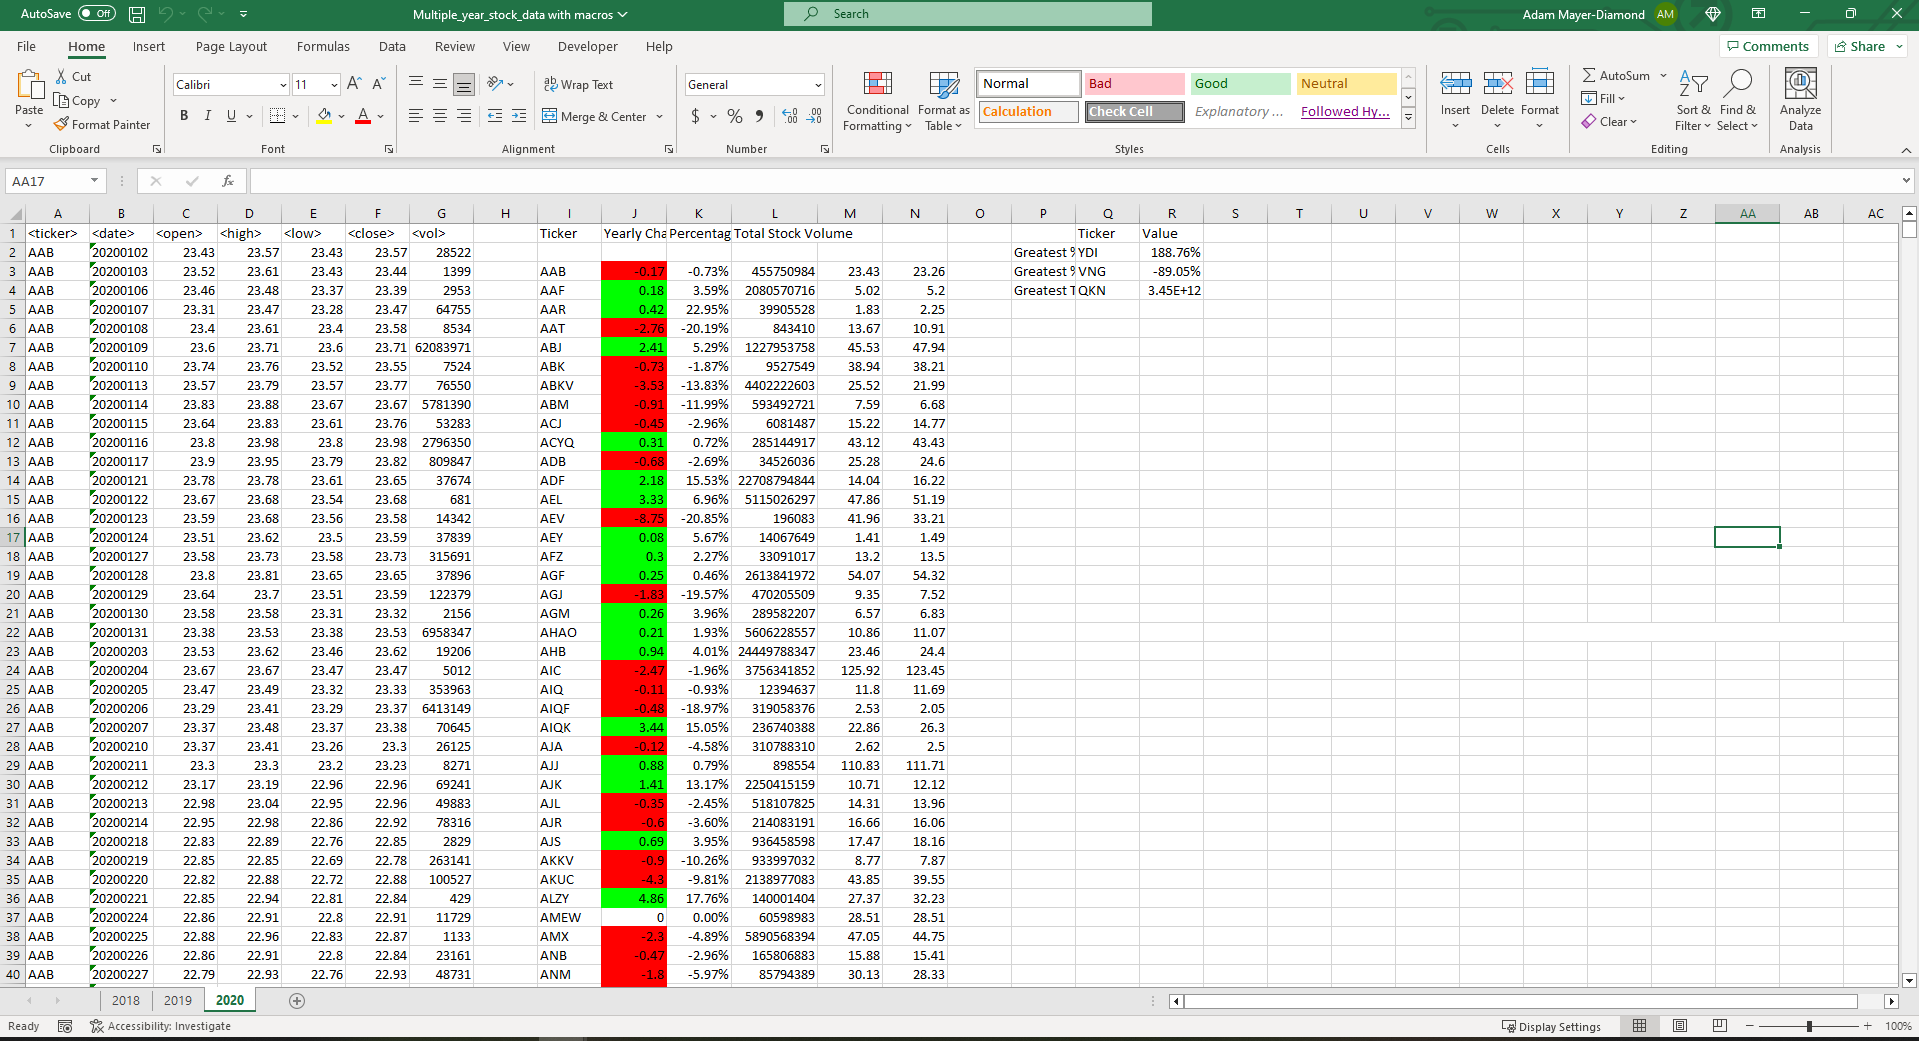 AutoSave Off Multiple_year_stock_data with macros Search Adam Mayer-Diamond AM
File Home Insert Page Layout Formulas Data Review View Developer Help Comments Share
Paste Cut Copy Format Painter Clipboard
Calibri 11 B I U A A Font
Wrap Text Merge & Center Alignment
General $ % Number
Conditional Formatting Format as Table
Normal Bad Good Neutral
Calculation Check Cell Explanatory ... Followed Hy...
Styles
Insert Delete Format Cells
AutoSum Fill Clear Sort & Filter Find & Select Editing
Analyze Data Analysis
AA17 fx
A B C D E F G H I J K L M N O P Q R S T U V W X Y Z AA AB AC
1 <ticker> <date> <open> <high> <low> <close> <vol> Ticker Yearly Cha Percentag Total Stock Volume Ticker Value
2 AAB 20200102 23.43 23.57 23.43 23.57 28522 Greatest % YDI 188.76%
3 AAB 20200103 23.52 23.61 23.43 23.44 1399 AAB -0.17 -0.73% 455750984 23.43 23.26 Greatest % VNG -89.05%
4 AAB 20200106 23.46 23.48 23.37 23.39 2953 AAF 0.18 3.59% 2080570716 5.02 5.2 Greatest T QKN 3.45E+12
5 AAB 20200107 23.31 23.47 23.28 23.47 64755 AAR 0.42 22.95% 39905528 1.83 2.25
6 AAB 20200108 23.4 23.61 23.4 23.58 8534 AAT -2.76 -20.19% 843410 13.67 10.91
7 AAB 20200109 23.6 23.71 23.6 23.71 62083971 ABJ 2.41 5.29% 1227953758 45.53 47.94
8 AAB 20200110 23.74 23.76 23.52 23.55 7524 ABK -0.73 -1.87% 9527549 38.94 38.21
9 AAB 20200113 23.57 23.79 23.57 23.77 76550 ABKV -3.53 -13.83% 4402222603 25.52 21.99
10 AAB 20200114 23.83 23.88 23.67 23.67 5781390 ABM -0.91 -11.99% 593492721 7.59 6.68
11 AAB 20200115 23.64 23.83 23.61 23.76 53283 ACJ -0.45 -2.96% 6081487 15.22 14.77
12 AAB 20200116 23.8 23.98 23.8 23.98 2796350 ACYQ 0.31 0.72% 285144917 43.12 43.43
13 AAB 20200117 23.9 23.95 23.79 23.82 809847 ADB -0.68 -2.69% 34526036 25.28 24.6
14 AAB 20200121 23.78 23.78 23.61 23.65 37674 ADF 2.18 15.53% 22708794844 14.04 16.22
15 AAB 20200122 23.67 23.68 23.54 23.68 681 AEL 3.33 6.96% 5115026297 47.86 51.19
16 AAB 20200123 23.59 23.68 23.56 23.58 14342 AEV -8.75 -20.85% 196083 41.96 33.21
17 AAB 20200124 23.51 23.62 23.5 23.59 37839 AEY 0.08 5.67% 14067649 1.41 1.49
18 AAB 20200127 23.58 23.73 23.58 23.73 315691 AFZ 0.3 2.27% 33091017 13.2 13.5
19 AAB 20200128 23.8 23.81 23.65 23.65 37896 AGF 0.25 0.46% 2613841972 54.07 54.32
20 AAB 20200129 23.64 23.7 23.51 23.59 122379 AGJ -1.83 -19.57% 470205509 9.35 7.52
21 AAB 20200130 23.58 23.58 23.31 23.32 2156 AGM 0.26 3.96% 289582207 6.57 6.83
22 AAB 20200131 23.38 23.53 23.38 23.53 6958347 AHAO 0.21 1.93% 5606228557 10.86 11.07
23 AAB 20200203 23.53 23.62 23.46 23.62 19206 AHB 0.94 4.01% 24449788347 23.46 24.4
24 AAB 20200204 23.67 23.67 23.47 23.47 5012 AIC -2.47 -1.96% 3756341852 125.92 123.45
25 AAB 20200205 23.47 23.49 23.32 23.33 353963 AIQ -0.11 -0.93% 12394637 11.8 11.69
26 AAB 20200206 23.29 23.41 23.29 23.37 6413149 AIQF -0.48 -18.97% 319058376 2.53 2.05
27 AAB 20200207 23.37 23.48 23.37 23.38 70645 AIQK 3.44 15.05% 236740388 22.86 26.3
28 AAB 20200210 23.37 23.41 23.26 23.3 26125 AJA -0.12 -4.58% 310788310 2.62 2.5
29 AAB 20200211 23.3 23.3 23.2 23.23 8271 AJJ 0.88 0.79% 898554 110.83 111.71
30 AAB 20200212 23.17 23.19 22.96 22.96 69241 AJK 1.41 13.17% 2250415159 10.71 12.12
31 AAB 20200213 22.98 23.04 22.95 22.96 49883 AJL -0.35 -2.45% 518107825 14.31 13.96
32 AAB 20200214 22.95 22.98 22.86 22.92 78316 AJR -0.6 -3.60% 214083191 16.66 16.06
33 AAB 20200218 22.83 22.89 22.76 22.85 2829 AJS 0.69 3.95% 936458598 17.47 18.16
34 AAB 20200219 22.85 22.85 22.69 22.78 263141 AKKV -0.9 -10.26% 933997032 8.77 7.87
35 AAB 20200220 22.82 22.88 22.72 22.88 100527 AKUC -4.3 -9.81% 2138977083 43.85 39.55
36 AAB 20200221 22.85 22.94 22.81 22.84 429 ALZY 4.86 17.76% 140001404 27.37 32.23
37 AAB 20200224 22.86 22.91 22.8 22.91 11729 AMEW 0 0.00% 60598983 28.51 28.51
38 AAB 20200225 22.88 22.96 22.83 22.87 1133 AMX -2.3 -4.89% 5890568394 47.05 44.75
39 AAB 20200226 22.86 22.91 22.8 22.84 23161 ANB -0.47 -2.96% 165806883 15.88 15.41
40 AAB 20200227 22.79 22.93 22.76 22.93 48731 ANM -1.8 -5.97% 85794389 30.13 28.33
2018 2019 2020
Ready Accessibility: Investigate Display Settings 100%